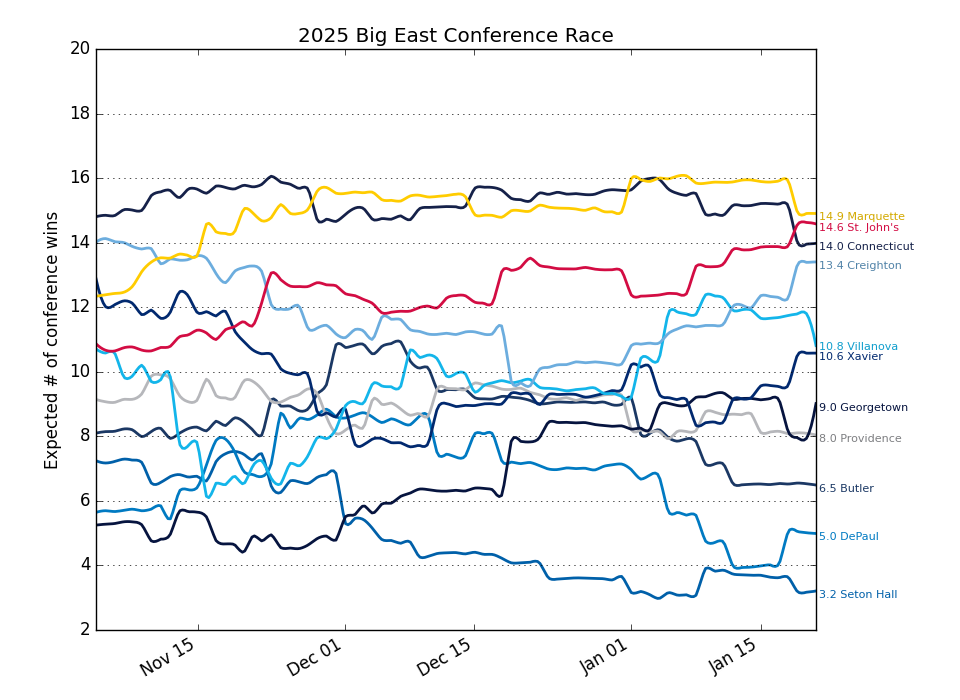 2025 Big East Conference Race
Expected # of conference wins
20
18
16
14
12
10
8
6
4
2
14.9 Marquette
14.6 St. John's
14.0 Connecticut
13.4 Creighton
10.8 Villanova
10.6 Xavier
9.0 Georgetown
8.0 Providence
6.5 Butler
5.0 DePaul
3.2 Seton Hall
Nov 15
Dec 01
Dec 15
Jan 01
Jan 15